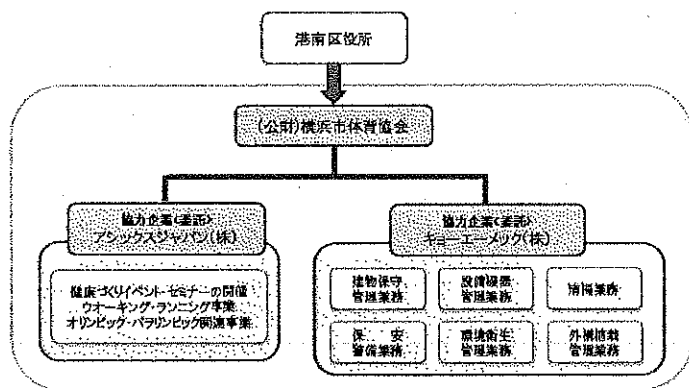 港南区役所
(公財)横浜市体育協会
協力企業<委託>
アシックスジャパン(株)
健康づくりイベント・セミナーの開催
ウオーキング・ランニング事業
オリンピック・パラリンピック関連事業
協力企業<委託>
キョーエーメック(株)
建物保守
管理業務
設備機器
管理業務
清掃業務
保 安
警備業務
環境衛生
管理業務
外構植栽
管理業務